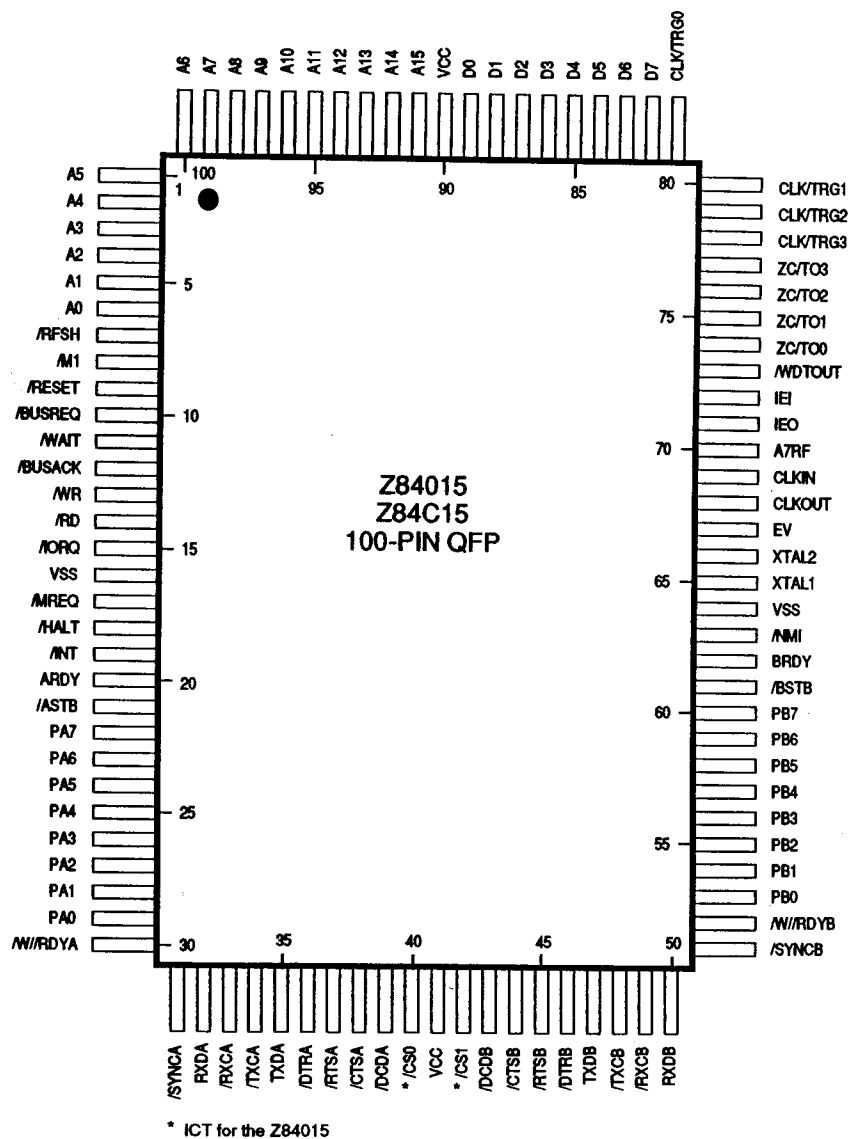 A6 A7 A8 A9 A10 A11 A12 A13 A14 A15 VCC D0 D1 D2 D3 D4 D5 D6 D7 CLK/TRG0
100 95 90 85
A5 1 80 CLK/TRG1
A4 CLK/TRG2
A3 CLK/TRG3
A2 ZC/TO3
A1 5 ZC/TO2
A0 75 ZC/TO1
/RFSH ZC/TO0
/M1 /WDTOUT
/RESET IEI
/BUSREQ 10 IEO
/WAIT 70 A7RF
/BUSACK CLKIN
/WR CLKOUT
/RD EV
/IORQ 15 XTAL2
VSS 65 XTAL1
/MREQ VSS
/HALT /NMI
/INT BRDY
ARDY 20 /BSTB
/ASTB 60 PB7
PA7 PB6
PA6 PB5
PA5 PB4
PA4 25 PB3
PA3 55 PB2
PA2 PB1
PA1 PB0
PA0 /W//RDYB
/W//RDYA 30 50 /SYNCB
Z84015
Z84C15
100-PIN QFP
35 40 45
/SYNCA RXDA /RXCA /TXCA TXDA /DTRA /RTSA /CTSA /DCDA * /CS0 VCC * /CS1 /DCDB /CTSB /RTSB /DTRB TXDB /TXCB /RXCB RXDB
* ICT for the Z84015